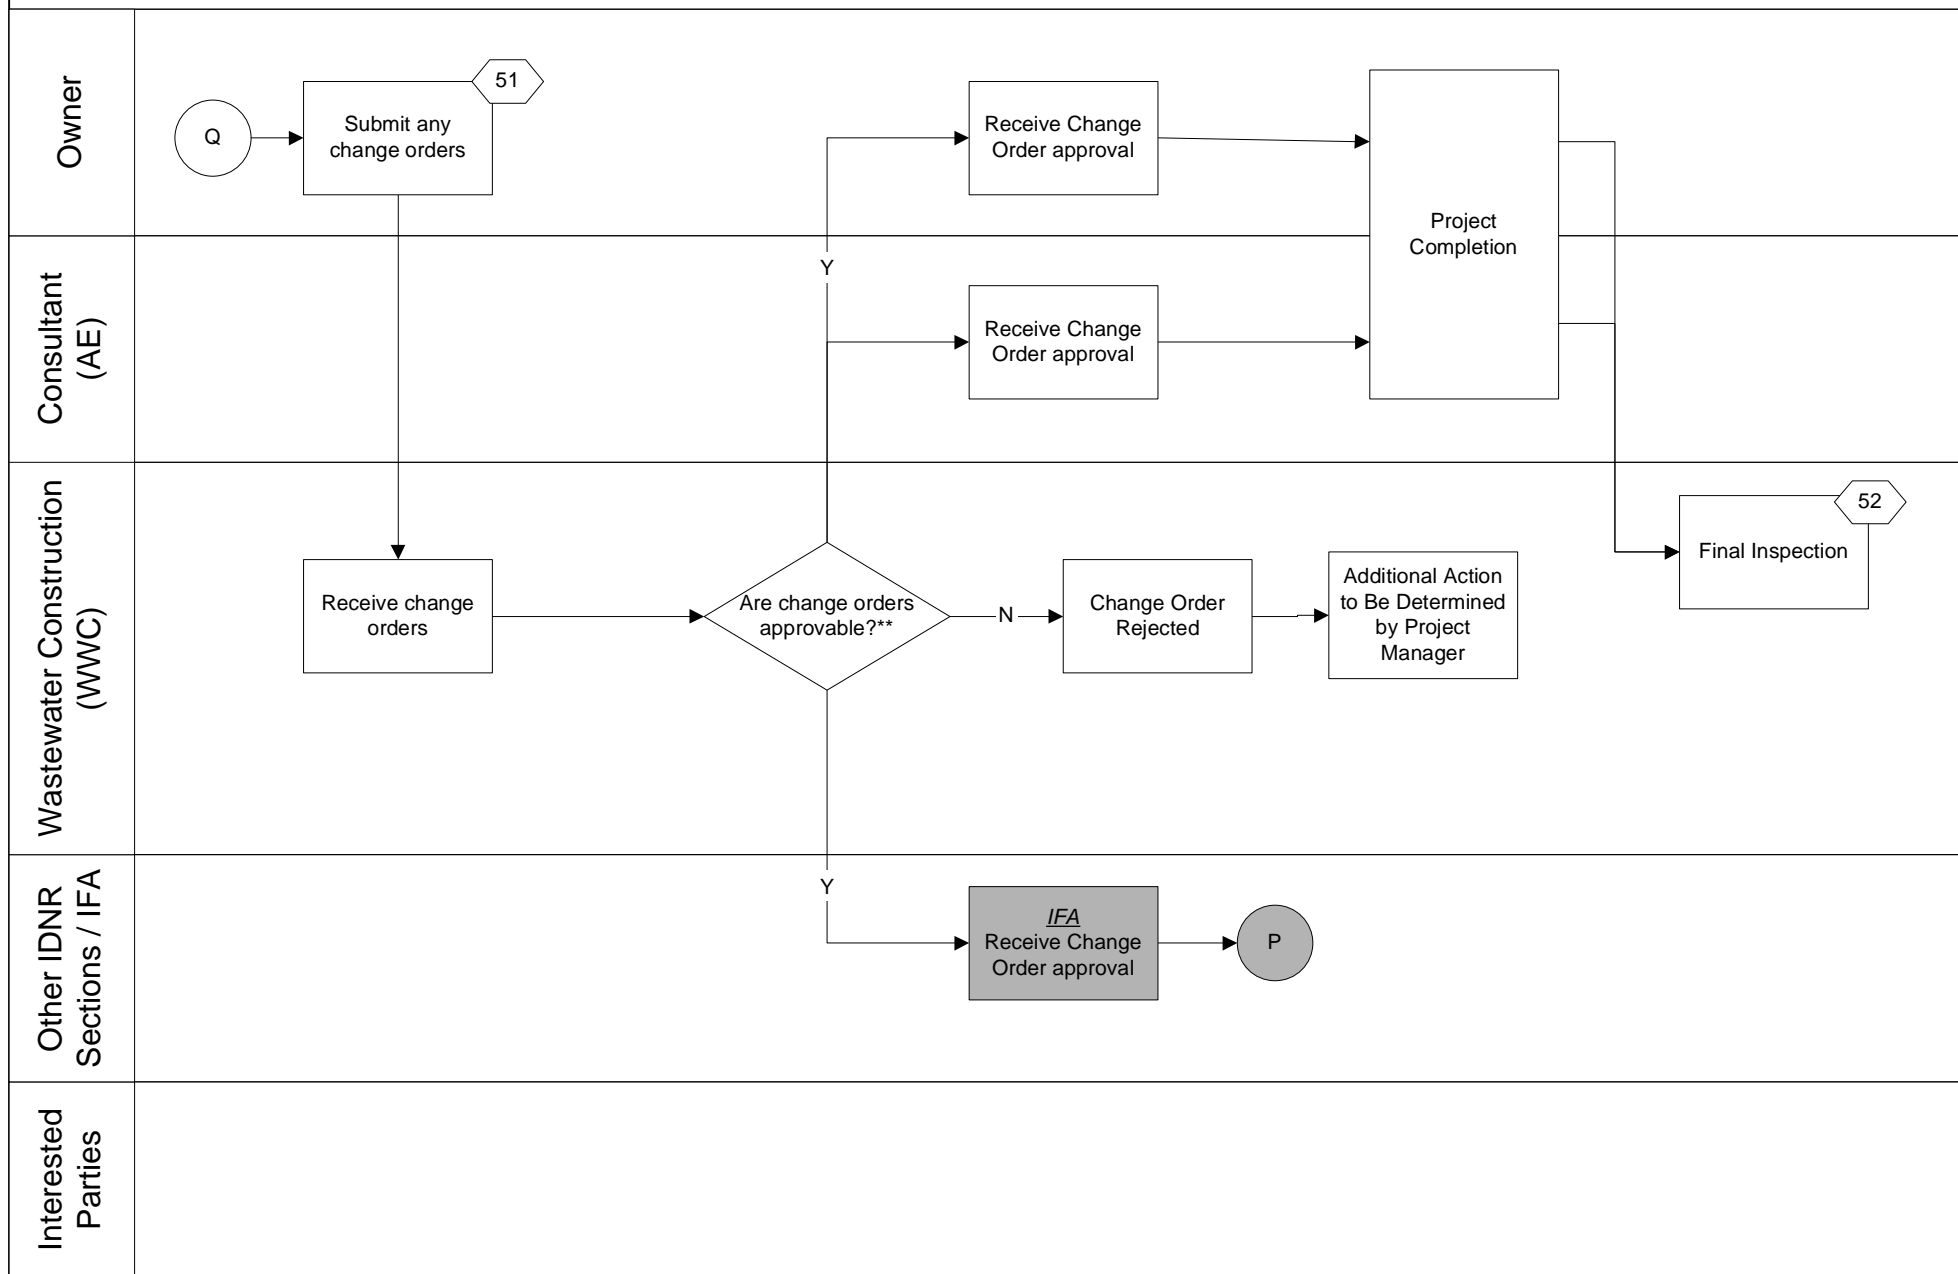 Owner
Q
Submit any
change orders
51
Receive Change
Order approval
Project
Completion
Consultant
(AE)
Y
Receive Change
Order approval
Wastewater Construction
(WWC)
Receive change
orders
Are change orders
approvable?**
N
Change Order
Rejected
Additional Action
to Be Determined
by Project
Manager
Final Inspection
52
Other IDNR
Sections / IFA
Y
IFA
Receive Change
Order approval
P
Interested
Parties